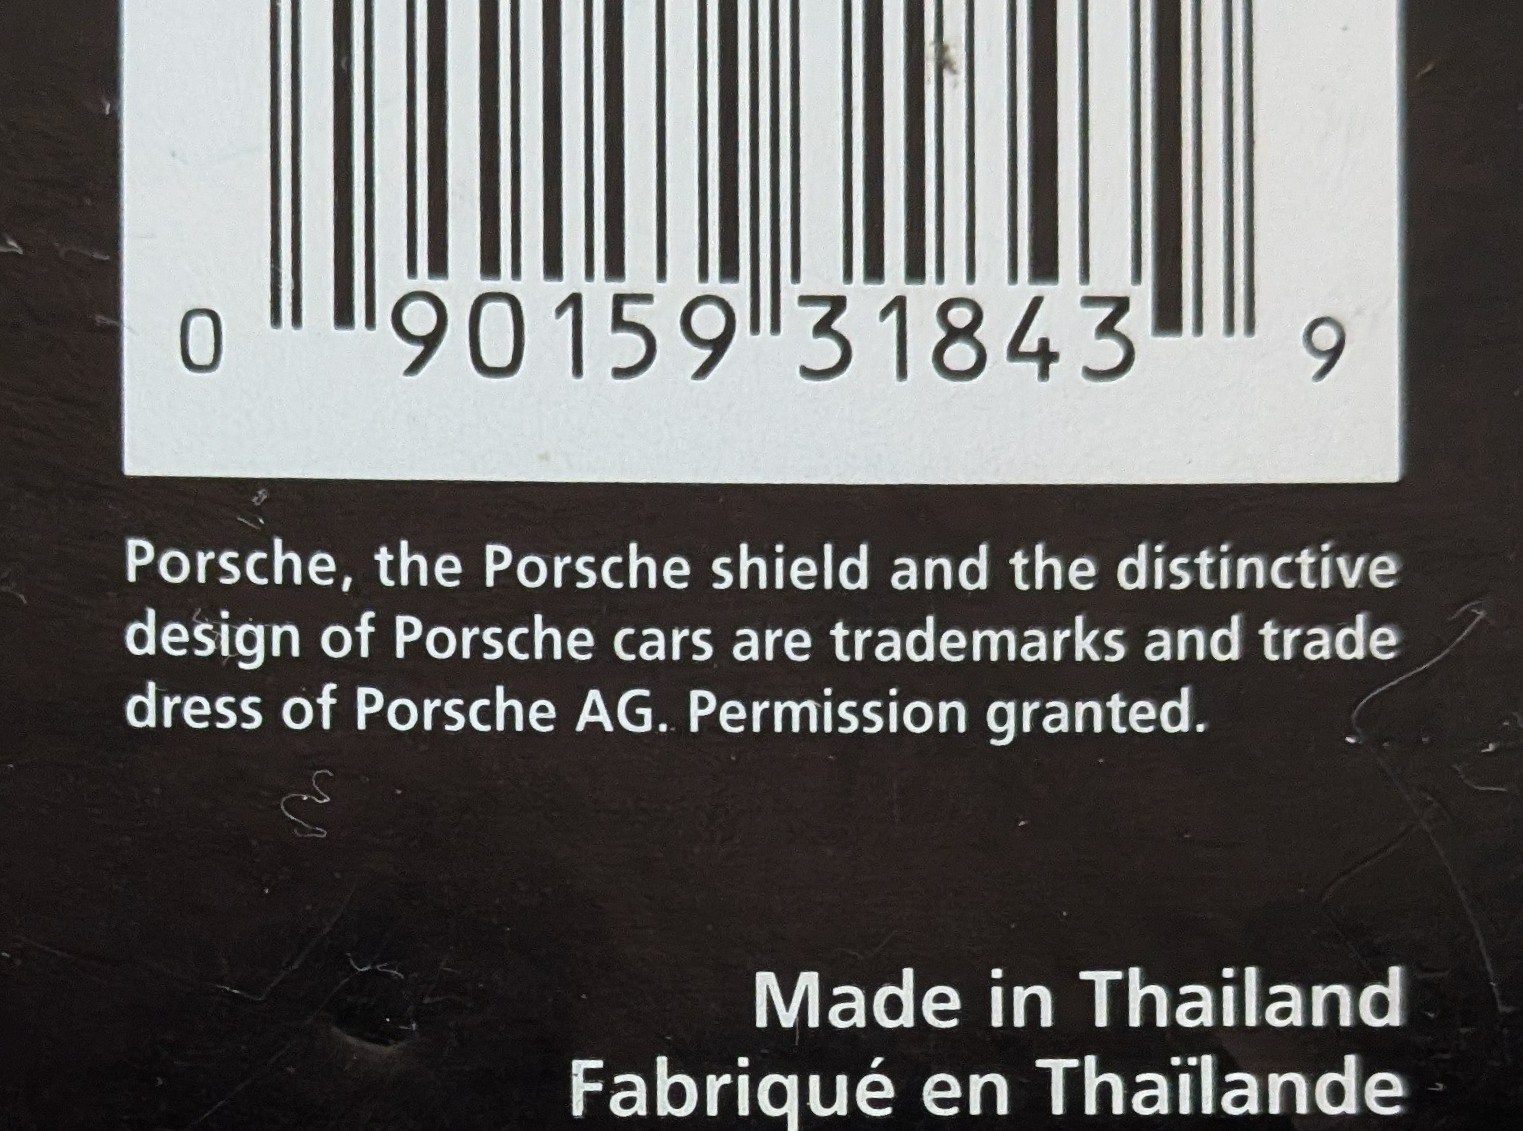 0 90159 31843 9
Porsche, the Porsche shield and the distinctive
design of Porsche cars are trademarks and trade
dress of Porsche AG. Permission granted.
Made in Thailand
Fabriqué en Thaïlande